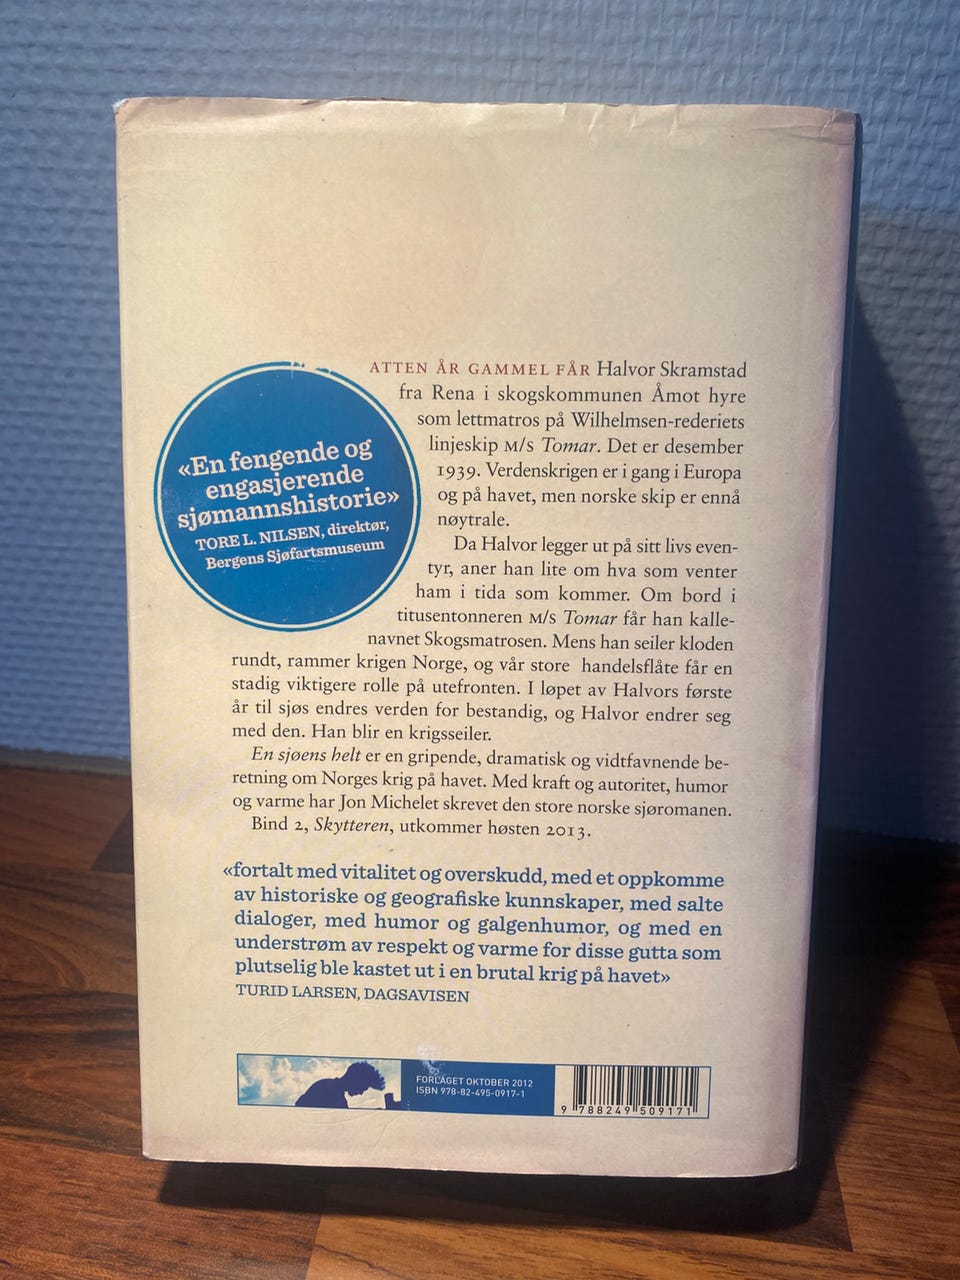 «En fengende og
engasjerende
sjømannshistorie»
TORE L. NILSEN, direktør,
Bergens Sjøfartsmuseum
ATTEN ÅR GAMMEL FÅR Halvor Skramstad
fra Rena i skogskommunen Åmot hyre
som lettmatros på Wilhelmsen-rederiets
linjeskip M/S Tomar. Det er desember
1939. Verdenskrigen er i gang i Europa
og på havet, men norske skip er ennå
nøytrale.
Da Halvor legger ut på sitt livs even-
tyr, aner han lite om hva som venter
ham i tida som kommer. Om bord i
titusentonneren M/S Tomar får han kalle-
navnet Skogsmatrosen. Mens han seiler kloden
rundt, rammer krigen Norge, og vår store handelsflåte får en
stadig viktigere rolle på utefronten. I løpet av Halvors første
år til sjøs endres verden for bestandig, og Halvor endrer seg
med den. Han blir en krigsseiler.
En sjøens helt er en gripende, dramatisk og vidtfavnende be-
retning om Norges krig på havet. Med kraft og autoritet, humor
og varme har Jon Michelet skrevet den store norske sjøromanen.
Bind 2, Skytteren, utkommer høsten 2013.
«fortalt med vitalitet og overskudd, med et oppkomme
av historiske og geografiske kunnskaper, med salte
dialoger, med humor og galgenhumor, og med en
understrøm av respekt og varme for disse gutta som
plutselig ble kastet ut i en brutal krig på havet»
TURID LARSEN, DAGSAVISEN
FORLAGET OKTOBER 2012
ISBN 978-82-495-0917-1
9 788249 509171